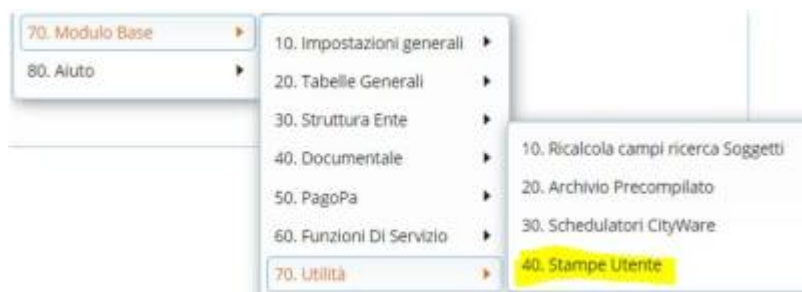 70. Modulo Base
80. Aiuto
10. Impostazioni generali
20. Tabelle Generali
30. Struttura Ente
40. Documentale
50. PagoPa
60. Funzioni Di Servizio
70. Utilità
10. Ricalcola campi ricerca Soggetti
20. Archivio Precompilato
30. Schedulatori CityWare
40. Stampe Utente